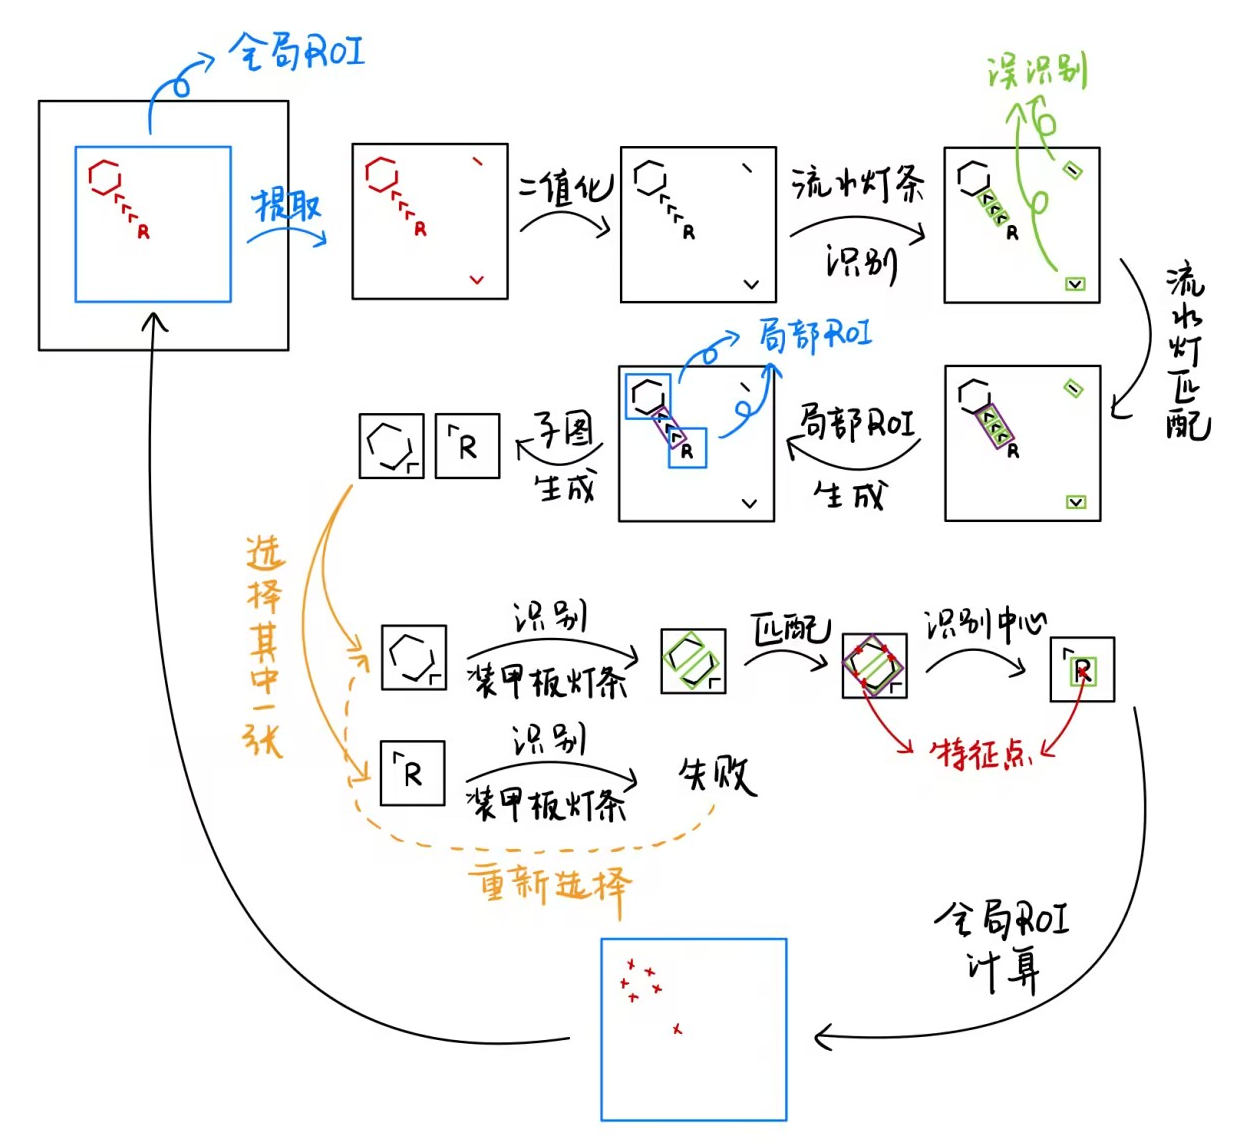 全局ROI
误识别
提取
二值化
流水灯条
识别
R
R
R
R
流水灯匹配
局部ROI
子图
生成
局部ROI
生成
R
R
R
选择其中一张
识别
装甲板灯条
匹配
识别中心
R
特征点
R
识别
装甲板灯条
失败
重新选择
全局ROI
计算